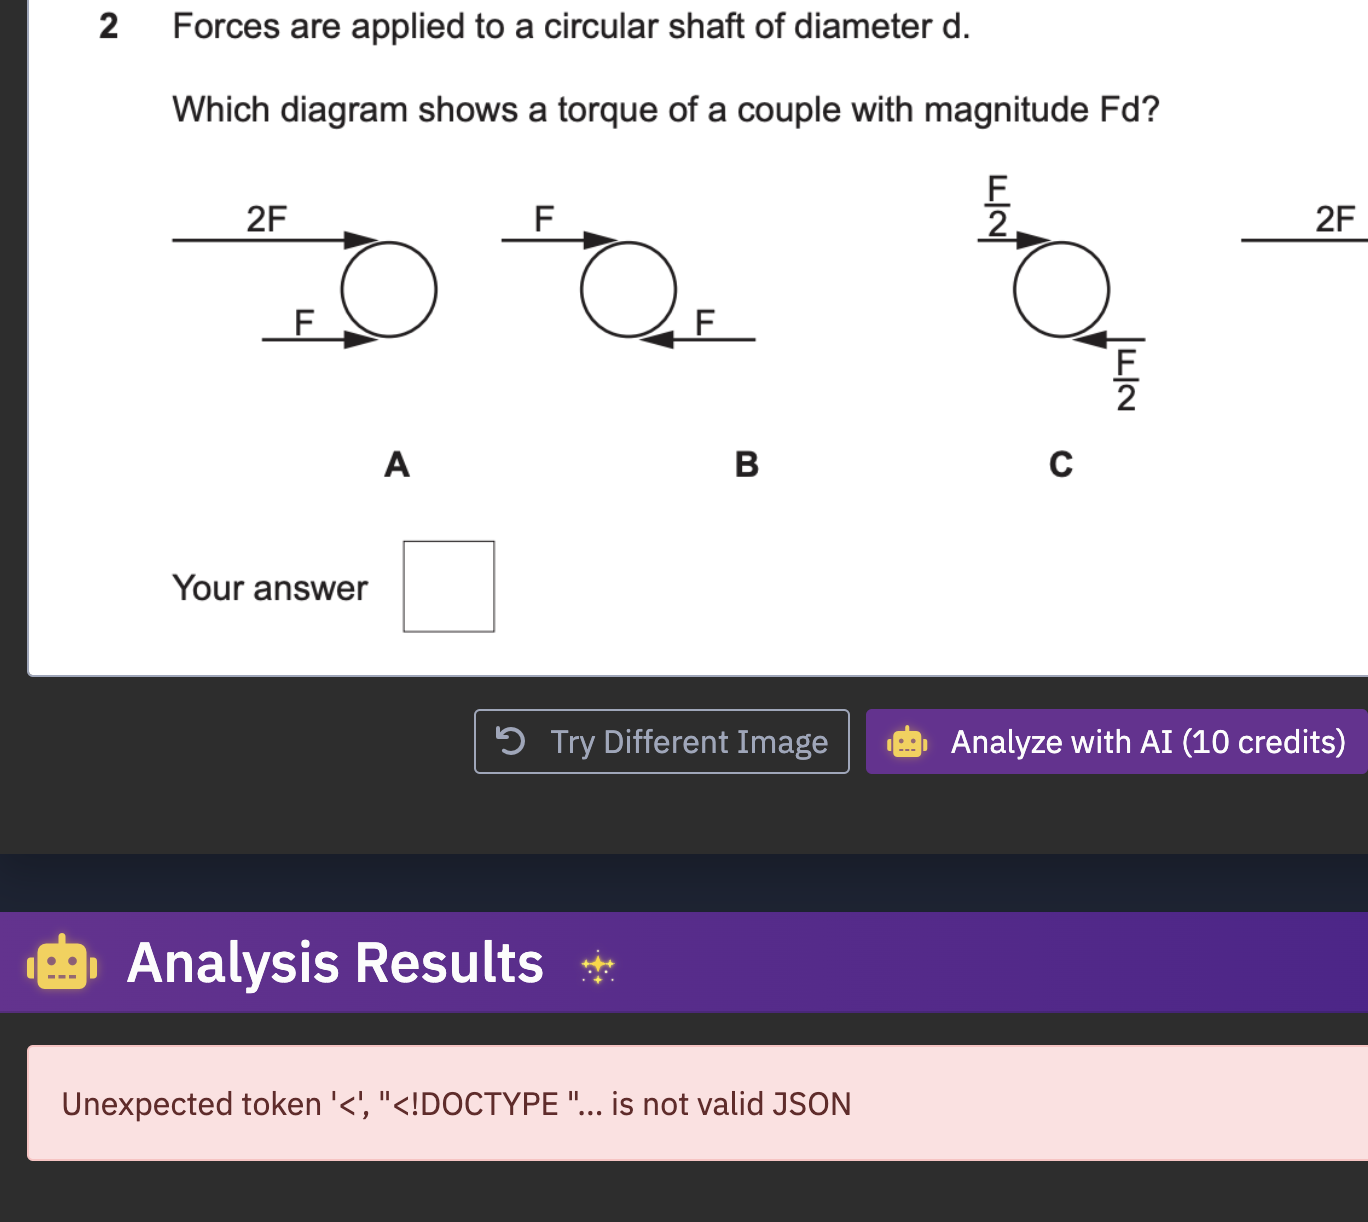 2 Forces are applied to a circular shaft of diameter d.
Which diagram shows a torque of a couple with magnitude Fd?
2F
F
F
F
F
2
F
2
2F
A
B
C
Your answer
Try Different Image
Analyze with AI (10 credits)
Analysis Results
Unexpected token '<', "<!DOCTYPE "... is not valid JSON